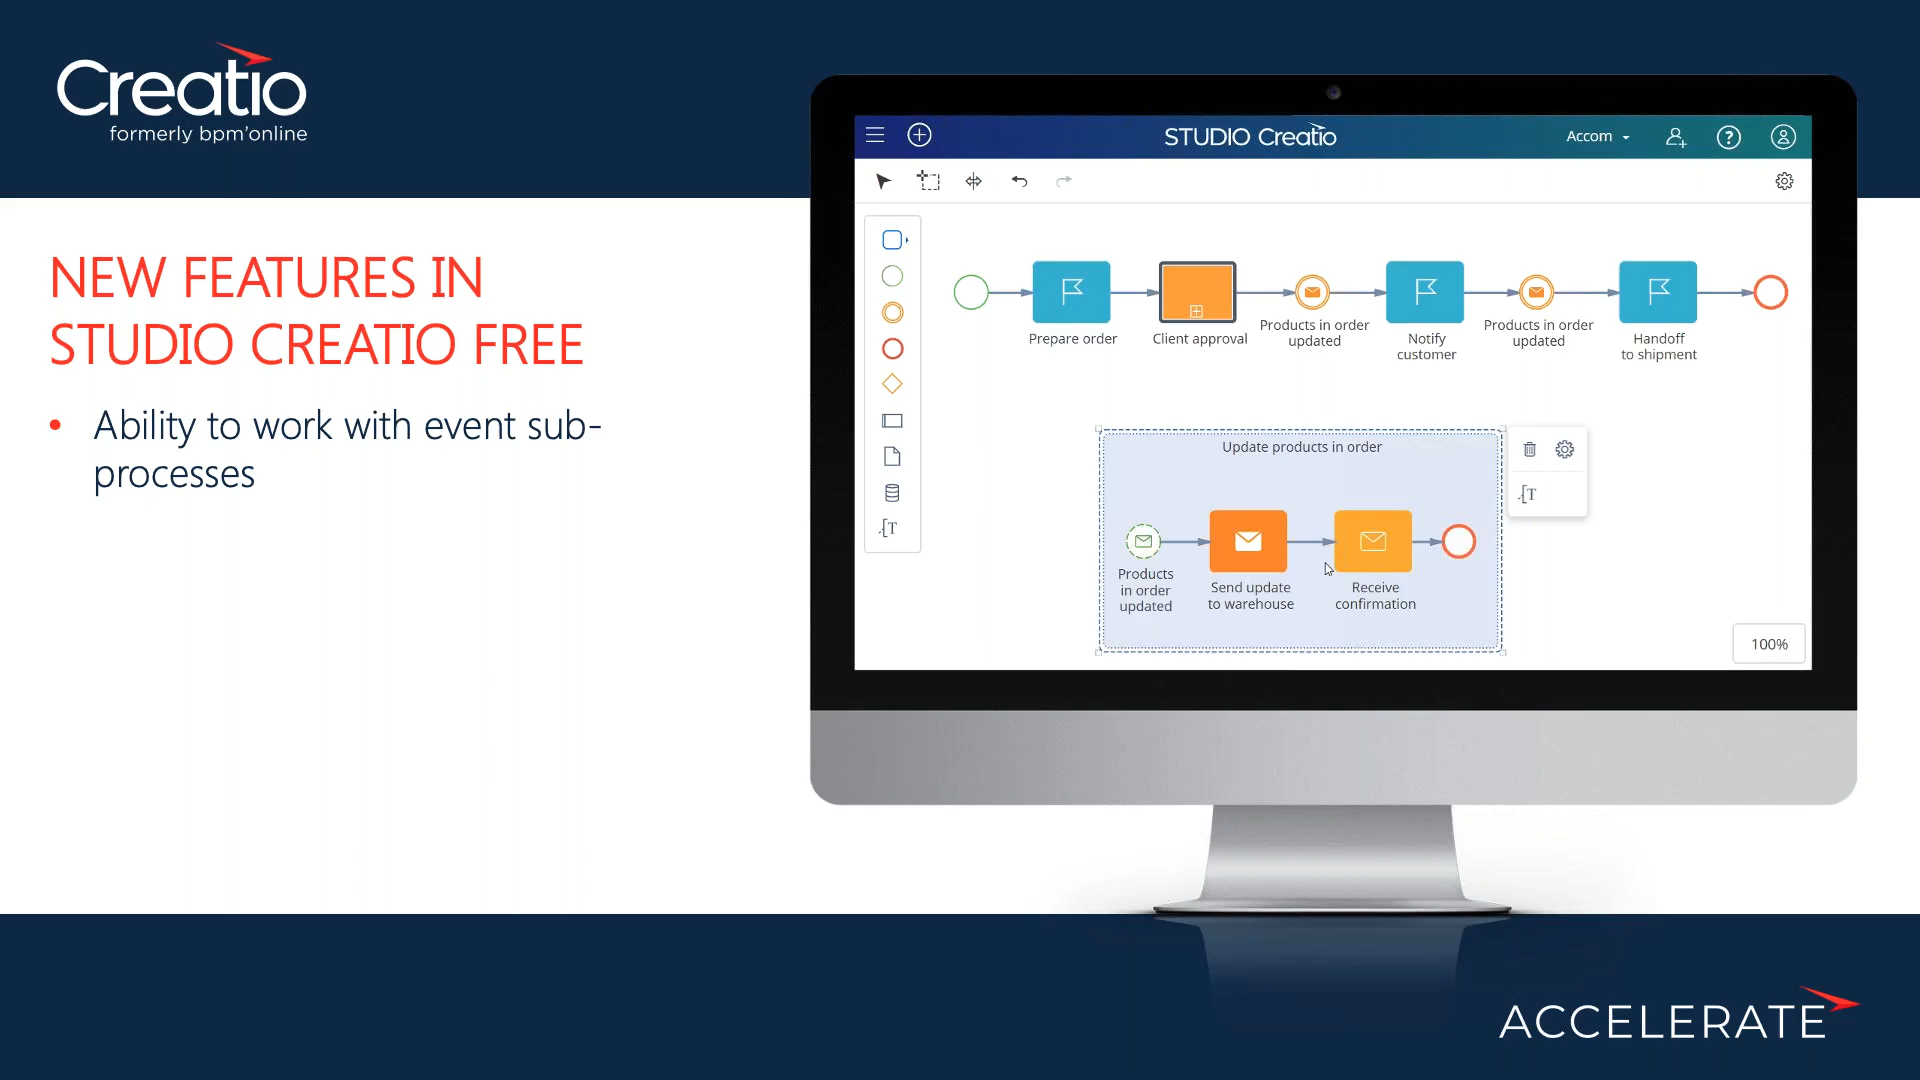 Creatio
formerly bpm'online
NEW FEATURES IN
STUDIO CREATIO FREE
• Ability to work with event sub-
processes
STUDIO Creatio
Accom
?
T
Prepare order
Client approval
Products in order
updated
Notify
customer
Products in order
updated
Handoff
to shipment
Update products in order
T
Products
in order
updated
Send update
to warehouse
Receive
confirmation
100%
ACCELERATE